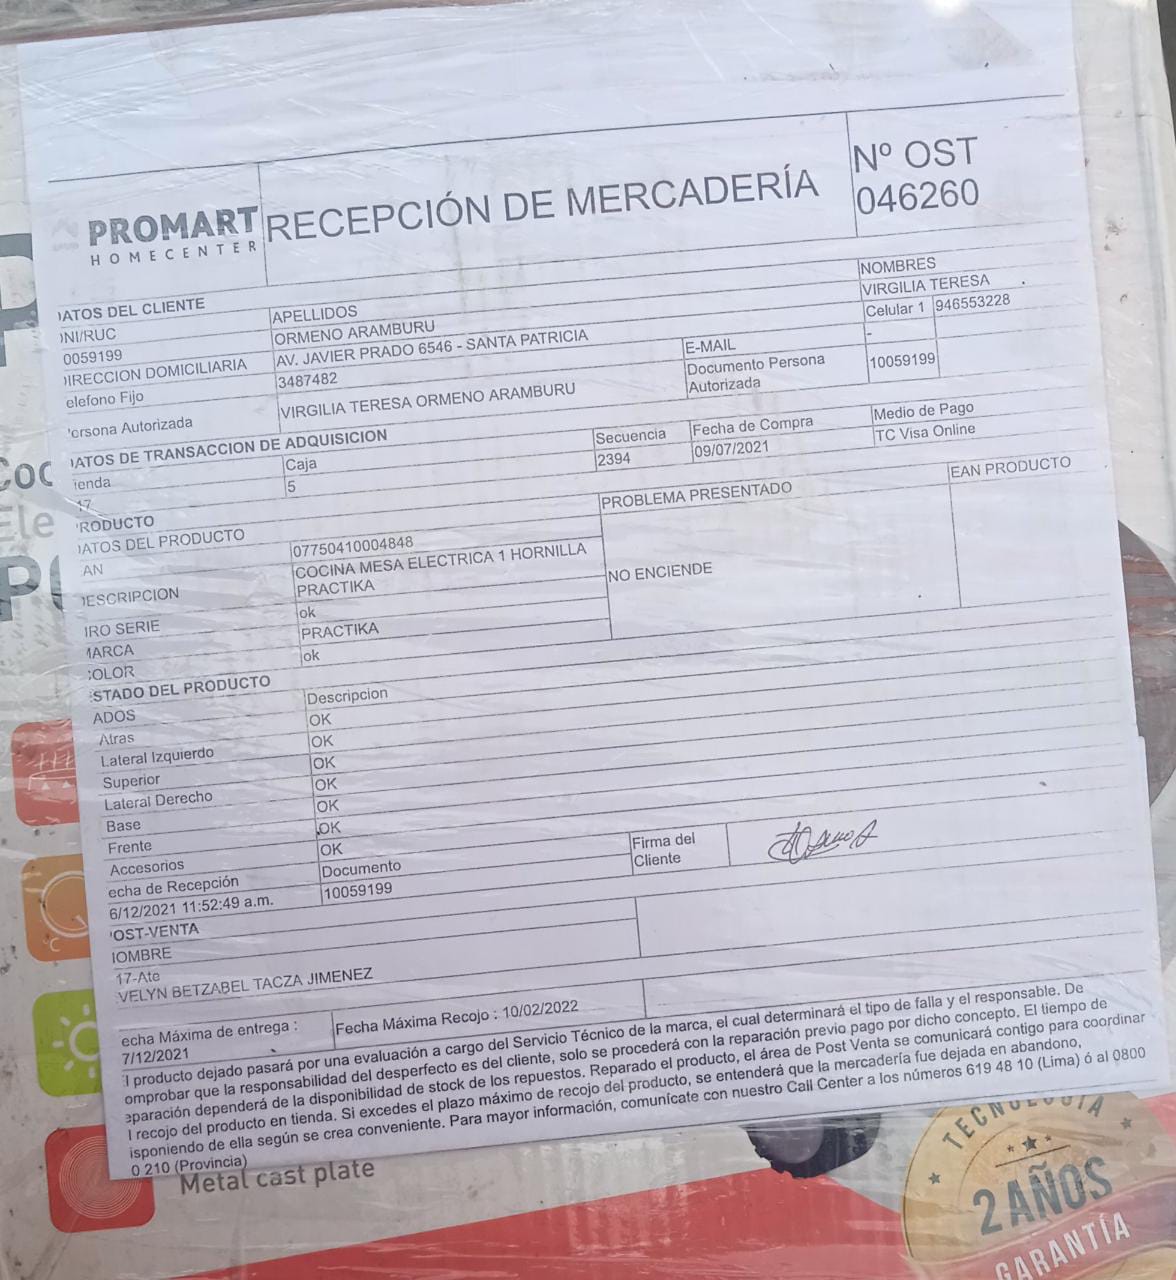 PROMART
HOMECENTER
RECEPCIÓN DE MERCADERÍA
Nº OST
046260
ATOS DEL CLIENTE
NI/RUC
APELLIDOS
NOMBRES
0059199
ORMENO ARAMBURU
VIRGILIA TERESA
IRECCION DOMICILIARIA
AV. JAVIER PRADO 6546 - SANTA PATRICIA
Celular 1
946553228
elefono Fijo
3487482
E-MAIL
-
ersona Autorizada
VIRGILIA TERESA ORMENO ARAMBURU
Documento Persona
Autorizada
10059199
ATOS DE TRANSACCION DE ADQUISICION
ienda
Caja
Secuencia
Fecha de Compra
Medio de Pago
17
5
2394
09/07/2021
TC Visa Online
RODUCTO
ATOS DEL PRODUCTO
PROBLEMA PRESENTADO
EAN PRODUCTO
AN
07750410004848
NO ENCIENDE
ESCRIPCION
COCINA MESA ELECTRICA 1 HORNILLA
PRACTIKA
RO SERIE
ok
MARCA
PRACTIKA
OLOR
ok
STADO DEL PRODUCTO
ADOS
Descripcion
Atras
OK
Lateral Izquierdo
OK
Superior
OK
Lateral Derecho
OK
Base
OK
Frente
OK
Accesorios
OK
echa de Recepción
Documento
Firma del
Cliente
6/12/2021 11:52:49 a.m.
10059199
OST-VENTA
OMBRE
17-Ate
VELYN BETZABEL TACZA JIMENEZ
echa Máxima de entrega :
7/12/2021
Fecha Máxima Recojo : 10/02/2022
l producto dejado pasará por una evaluación a cargo del Servicio Técnico de la marca, el cual determinará el tipo de falla y el responsable. De
omprobar que la responsabilidad del desperfecto es del cliente, solo se procederá con la reparación previo pago por dicho concepto. El tiempo de
eparación dependerá de la disponibilidad de stock de los repuestos. Reparado el producto, el área de Post Venta se comunicará contigo para coordinar
l recojo del producto en tienda. Si excedes el plazo máximo de recojo del producto, se entenderá que la mercadería fue dejada en abandono,
isponiendo de ella según se crea conveniente. Para mayor información, comunícate con nuestro Call Center a los números 619 48 10 (Lima) ó al 0800
0 210 (Provincia)
Coc
Ele
Metal cast plate
TECNOLOGÍA
2 AÑOS
GARANTÍA